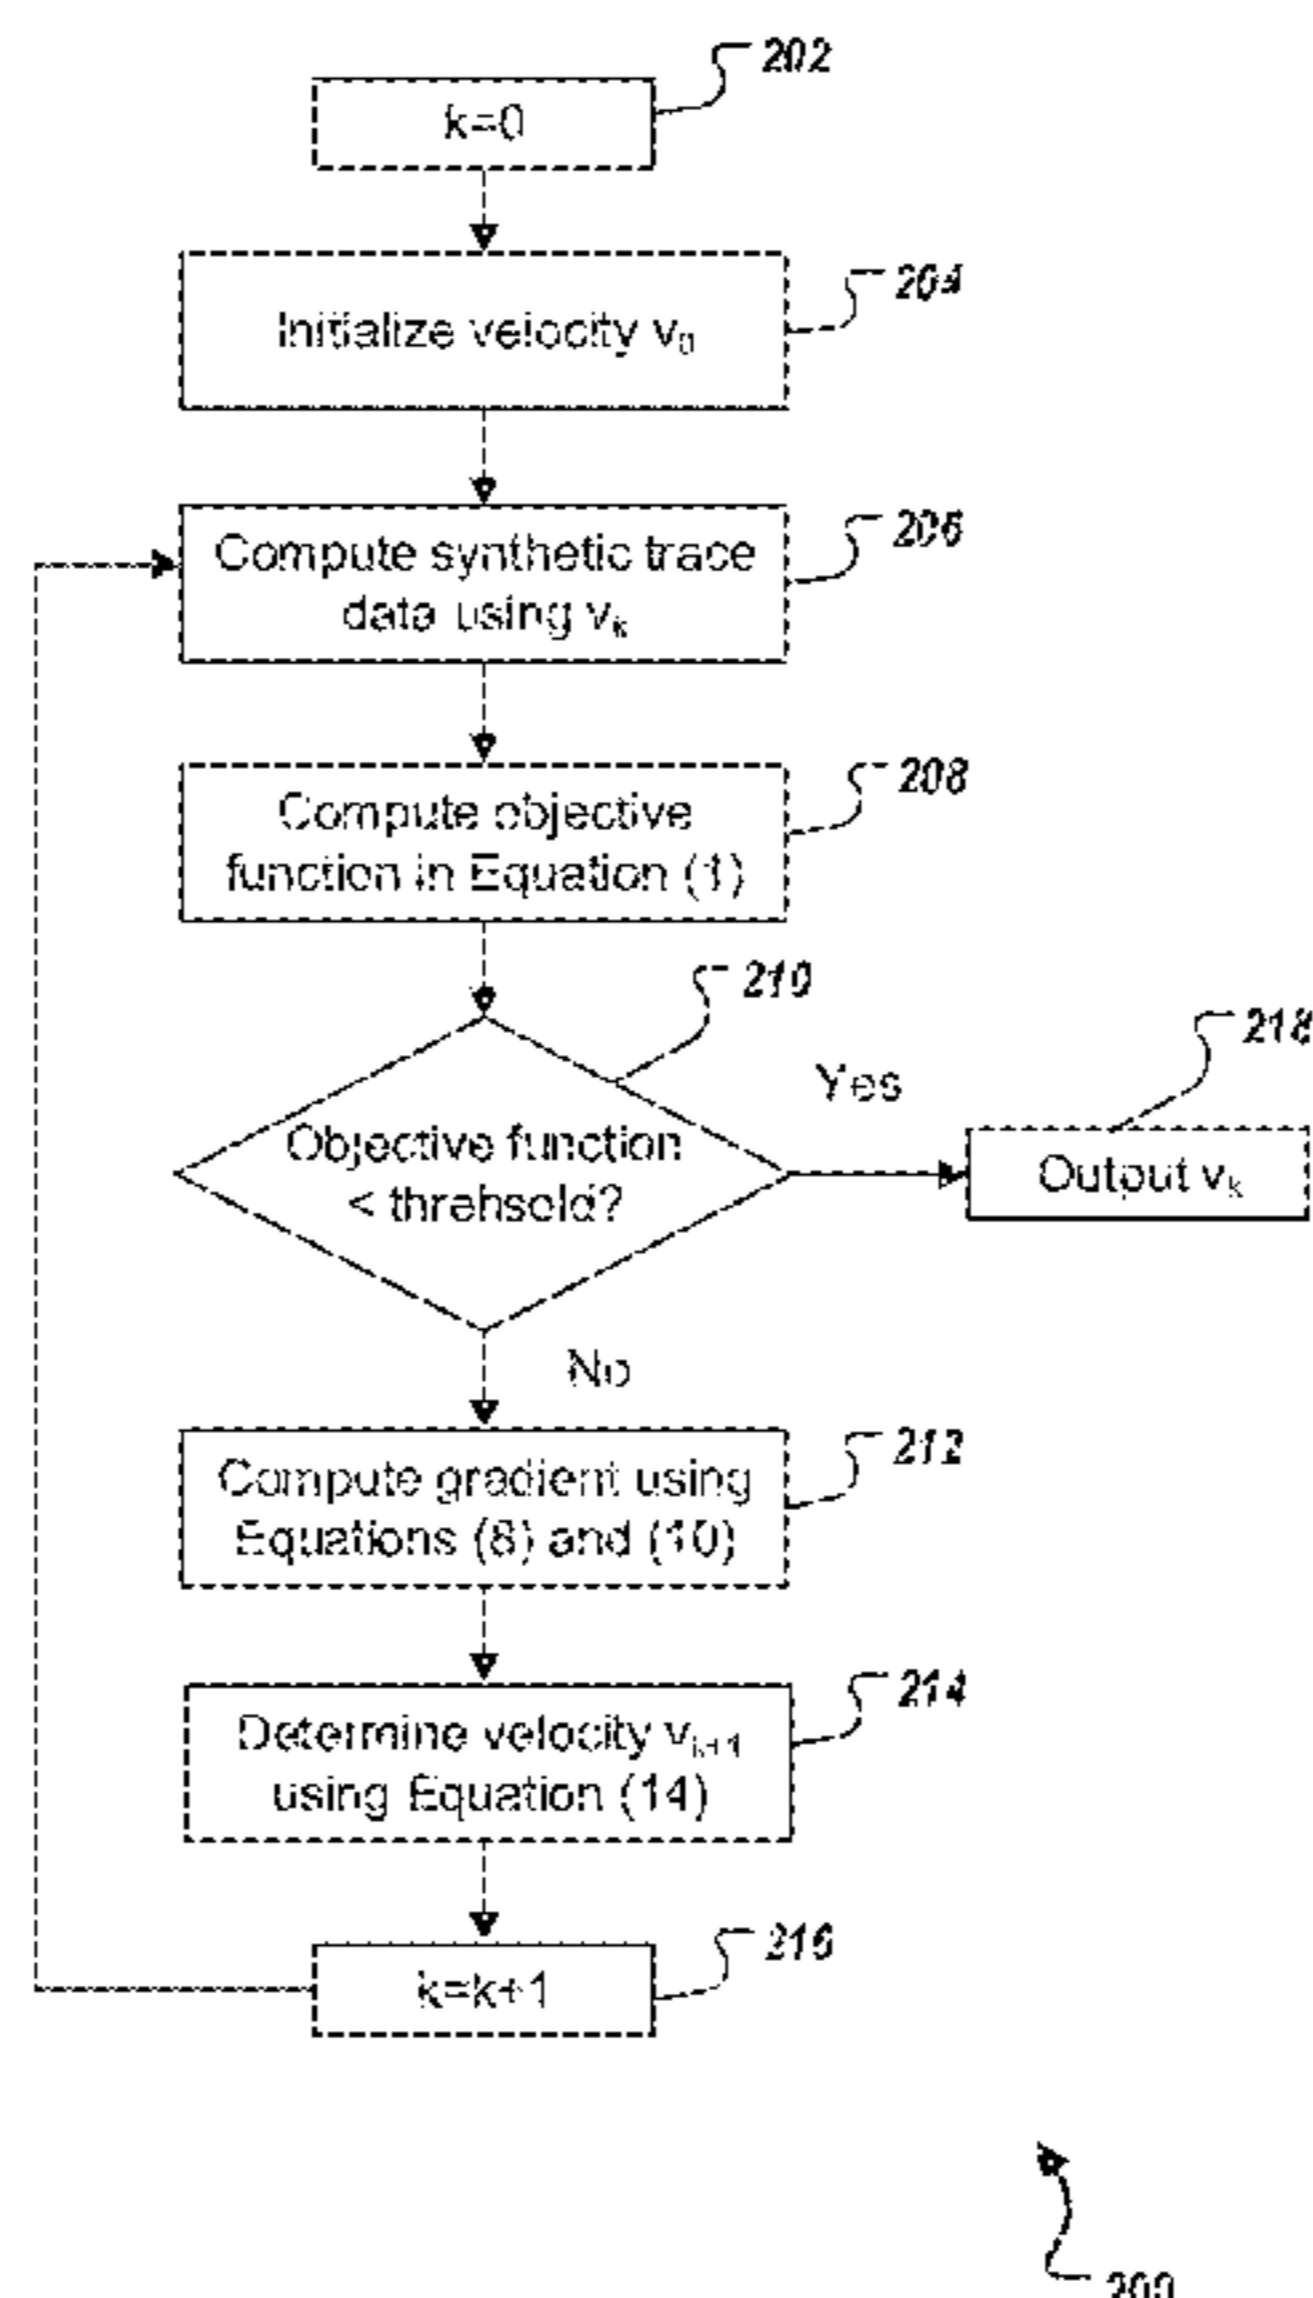 202
k=0
204
Initialize velocity v₀
206
Compute synthetic trace
data using vₖ
208
Compute objective
function in Equation (1)
210
218
Yes
Objective function
< threhsold?
Output vₖ
No
212
Compute gradient using
Equations (8) and (10)
214
Determine velocity vₖ₊₁
using Equation (14)
216
k=k+1
200